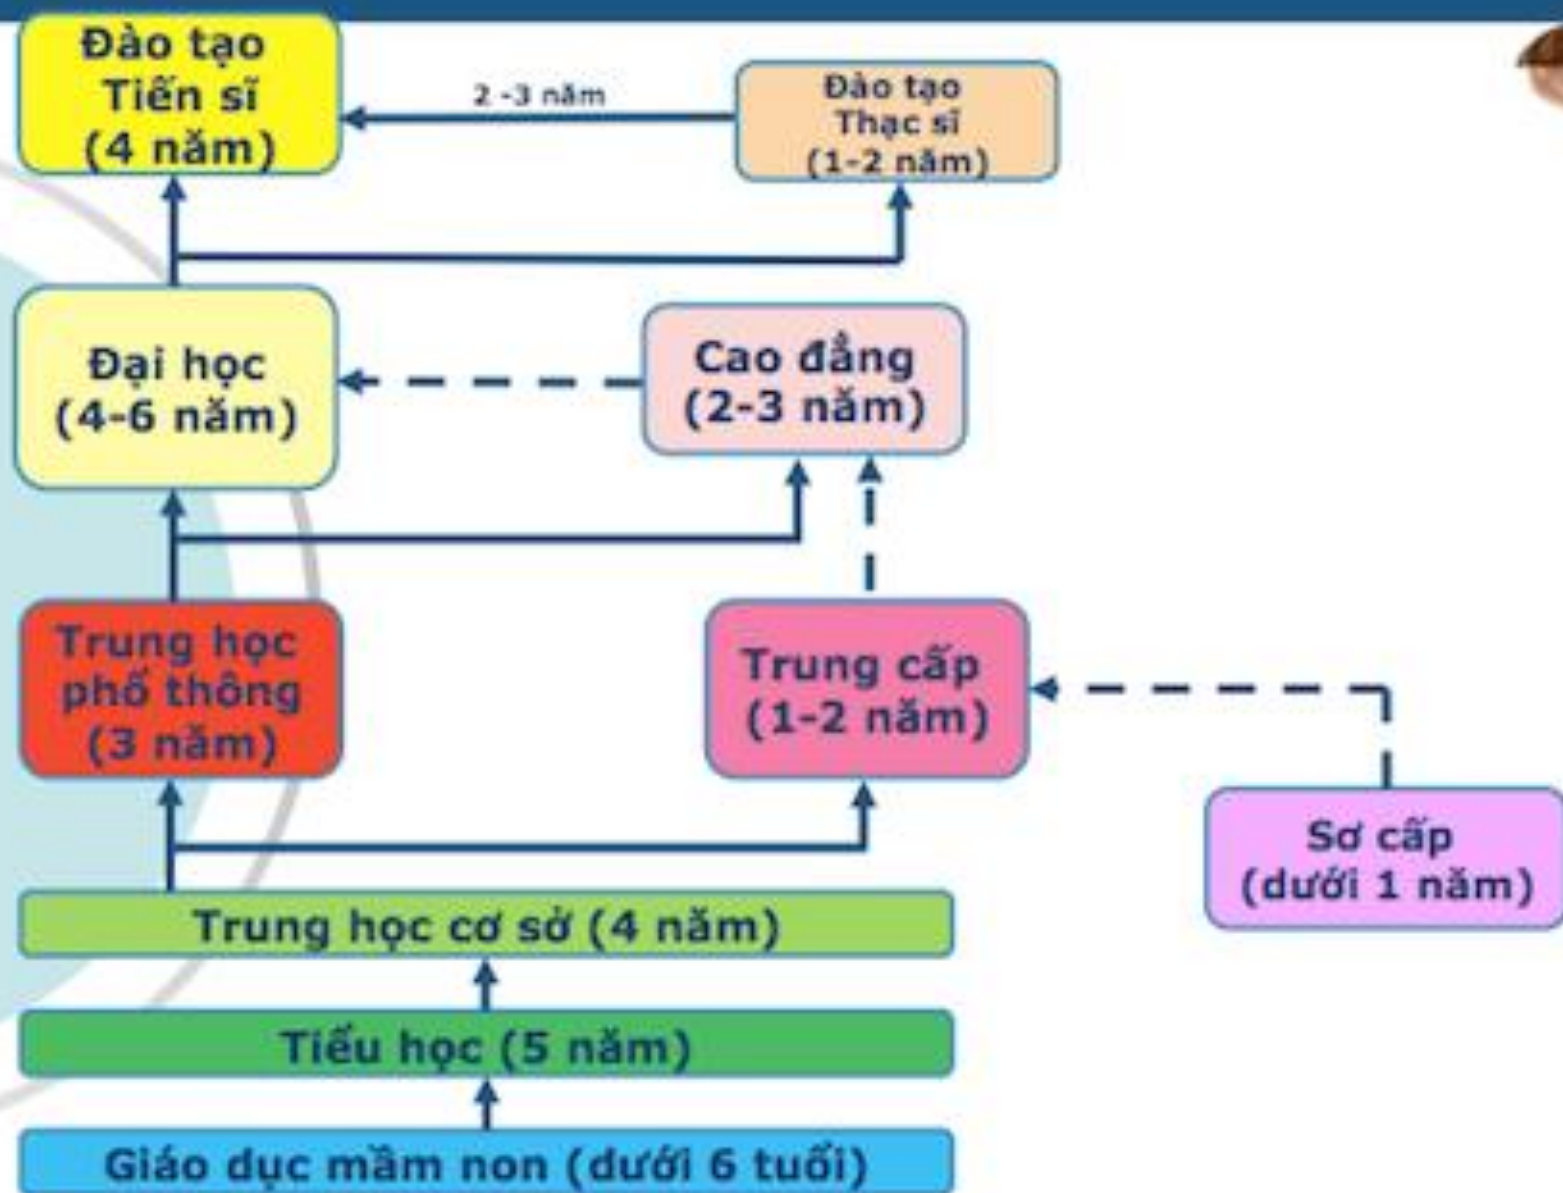 Đào tạo
Tiến sĩ
(4 năm)
2 -3 năm
Đào tạo
Thạc sĩ
(1-2 năm)
Đại học
(4-6 năm)
Cao đẳng
(2-3 năm)
Trung học
phổ thông
(3 năm)
Trung cấp
(1-2 năm)
Sơ cấp
(dưới 1 năm)
Trung học cơ sở (4 năm)
Tiểu học (5 năm)
Giáo dục mầm non (dưới 6 tuổi)